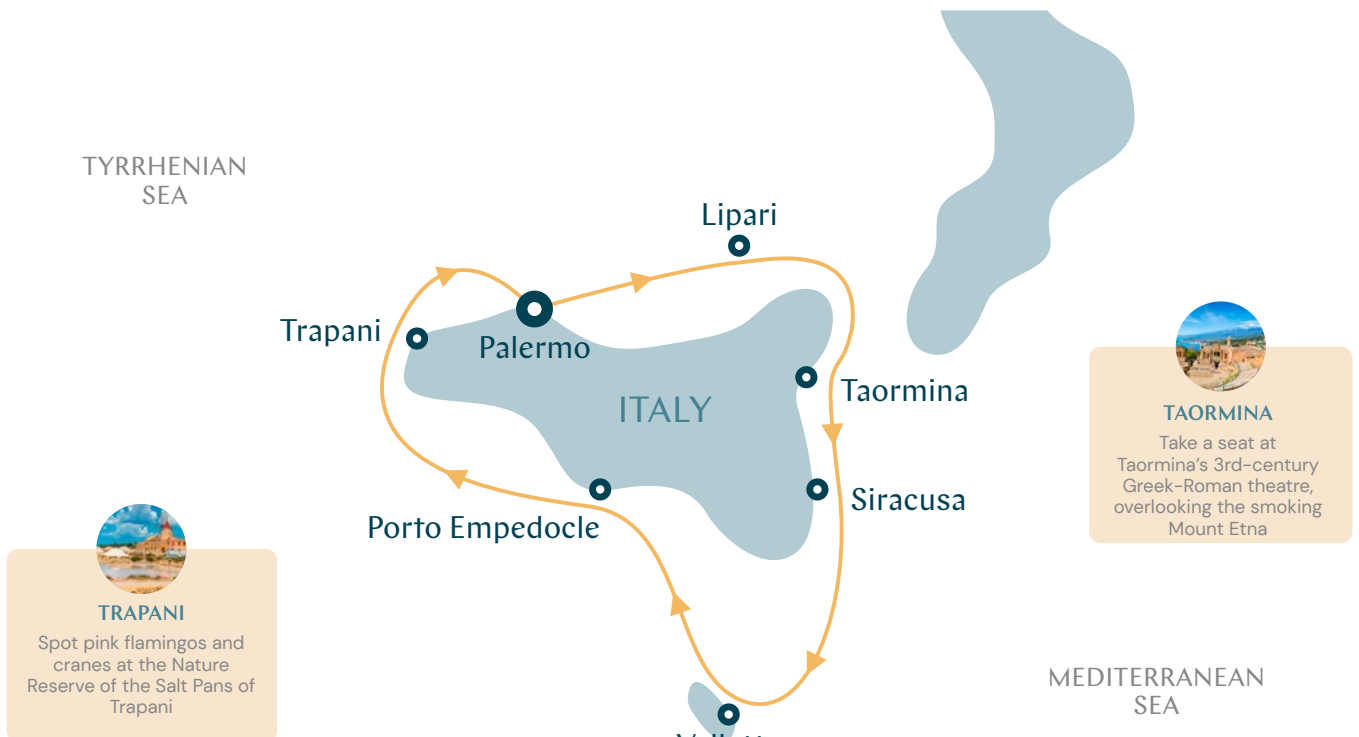 TYRRHENIAN
SEA
Lipari
Trapani
Palermo
ITALY
Taormina
Siracusa
Porto Empedocle
TAORMINA
Take a seat at
Taormina’s 3rd-century
Greek-Roman theatre,
overlooking the smoking
Mount Etna
TRAPANI
Spot pink flamingos and
cranes at the Nature
Reserve of the Salt Pans of
Trapani
MEDITERRANEAN
SEA